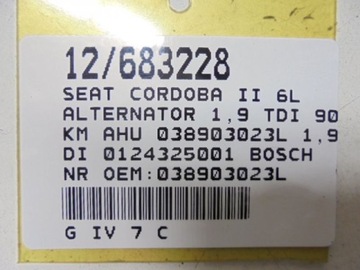 12/683228
SEAT CORDOBA II 6L
ALTERNATOR 1,9 TDI 90
KM AHU 038903023L 1,9
DI 0124325001 BOSCH
NR OEM:038903023L
G IV 7 C